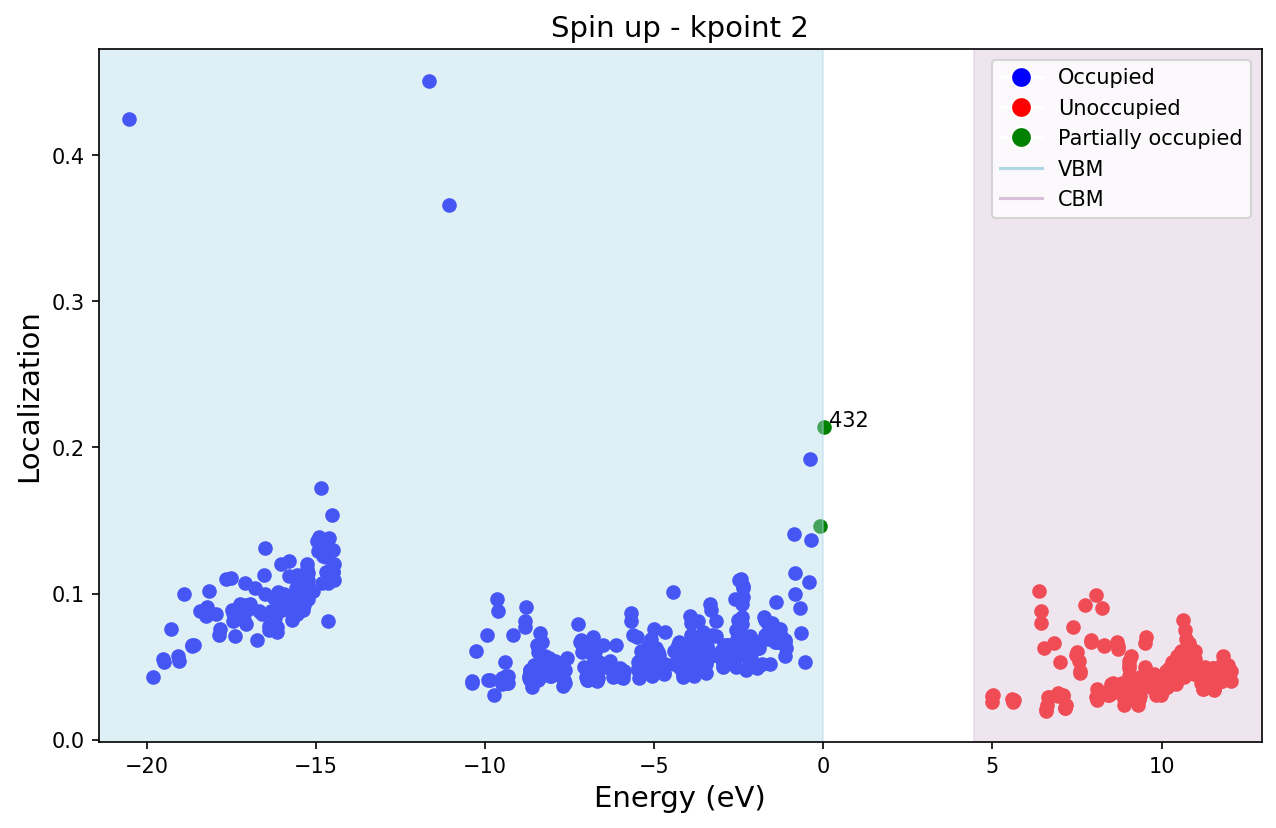 Spin up - kpoint 2
Localization
0.4
0.3
0.2
0.1
0.0
432
Occupied
Unoccupied
Partially occupied
VBM
CBM
−20
−15
−10
−5
0
5
10
Energy (eV)